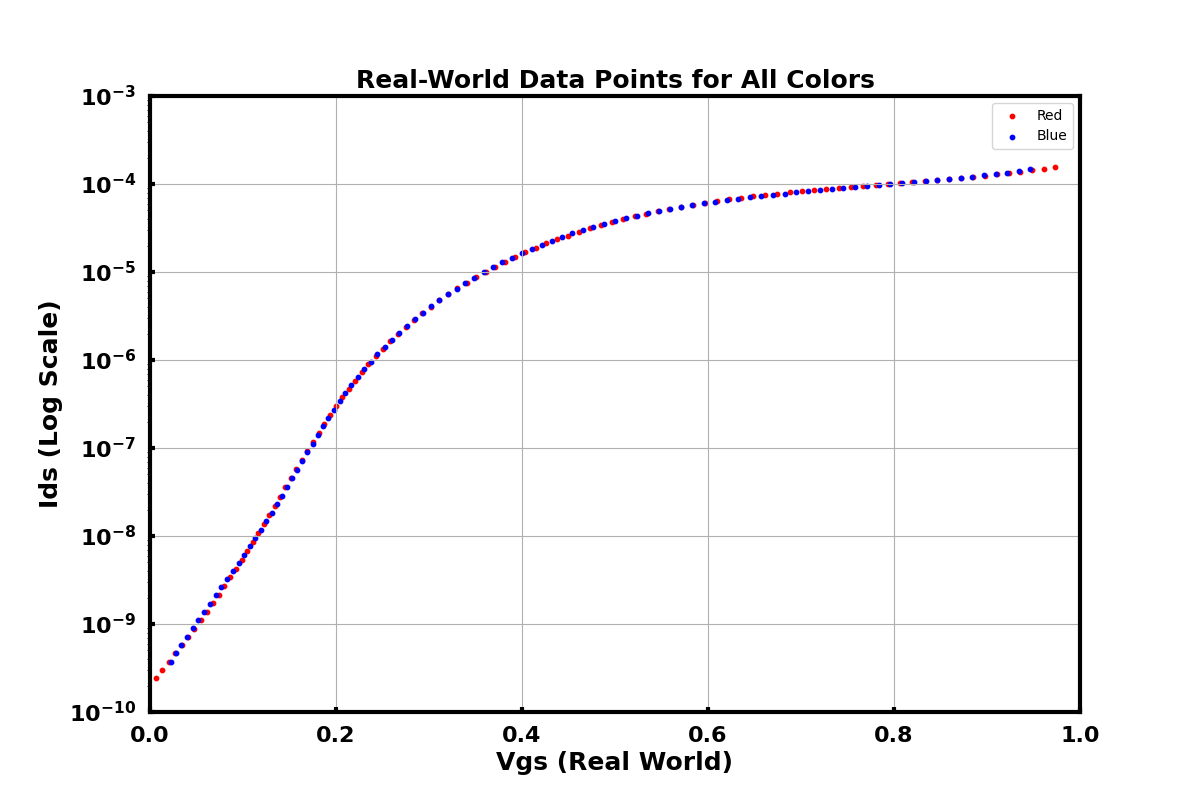 Real-World Data Points for All Colors
Red
Blue
10⁻³
10⁻⁴
10⁻⁵
10⁻⁶
10⁻⁷
10⁻⁸
10⁻⁹
10⁻¹⁰
Ids (Log Scale)
0.0 0.2 0.4 0.6 0.8 1.0
Vgs (Real World)